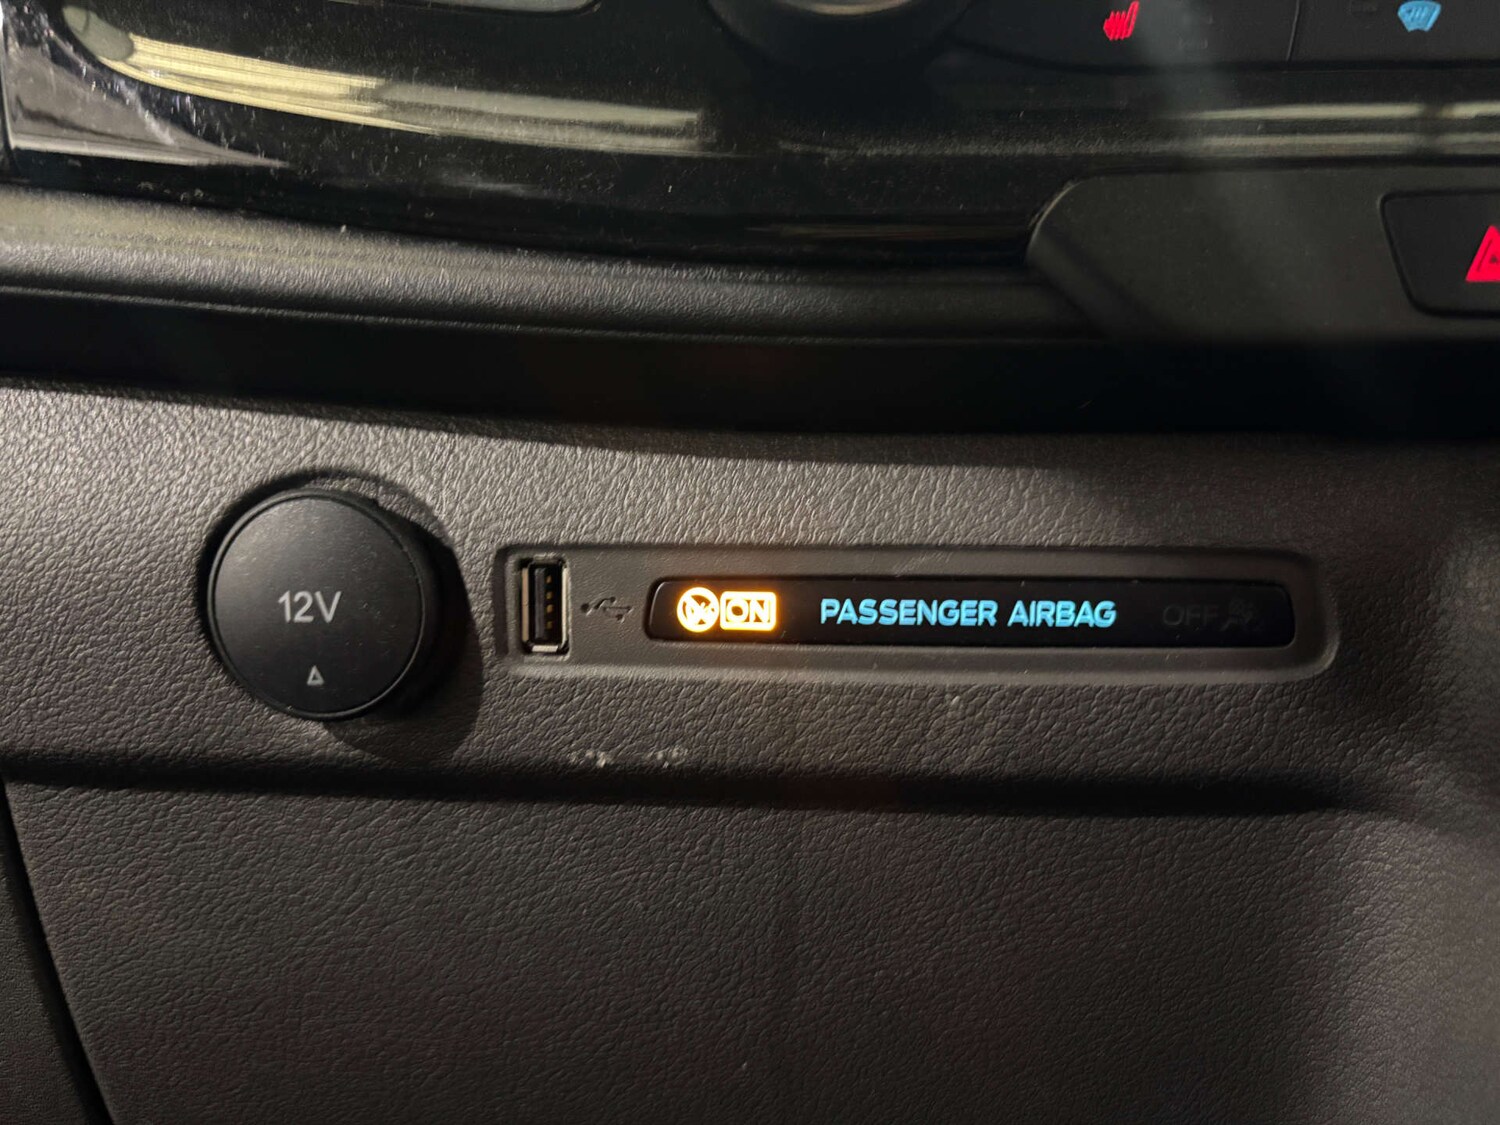 12V
ON PASSENGER AIRBAG OFF